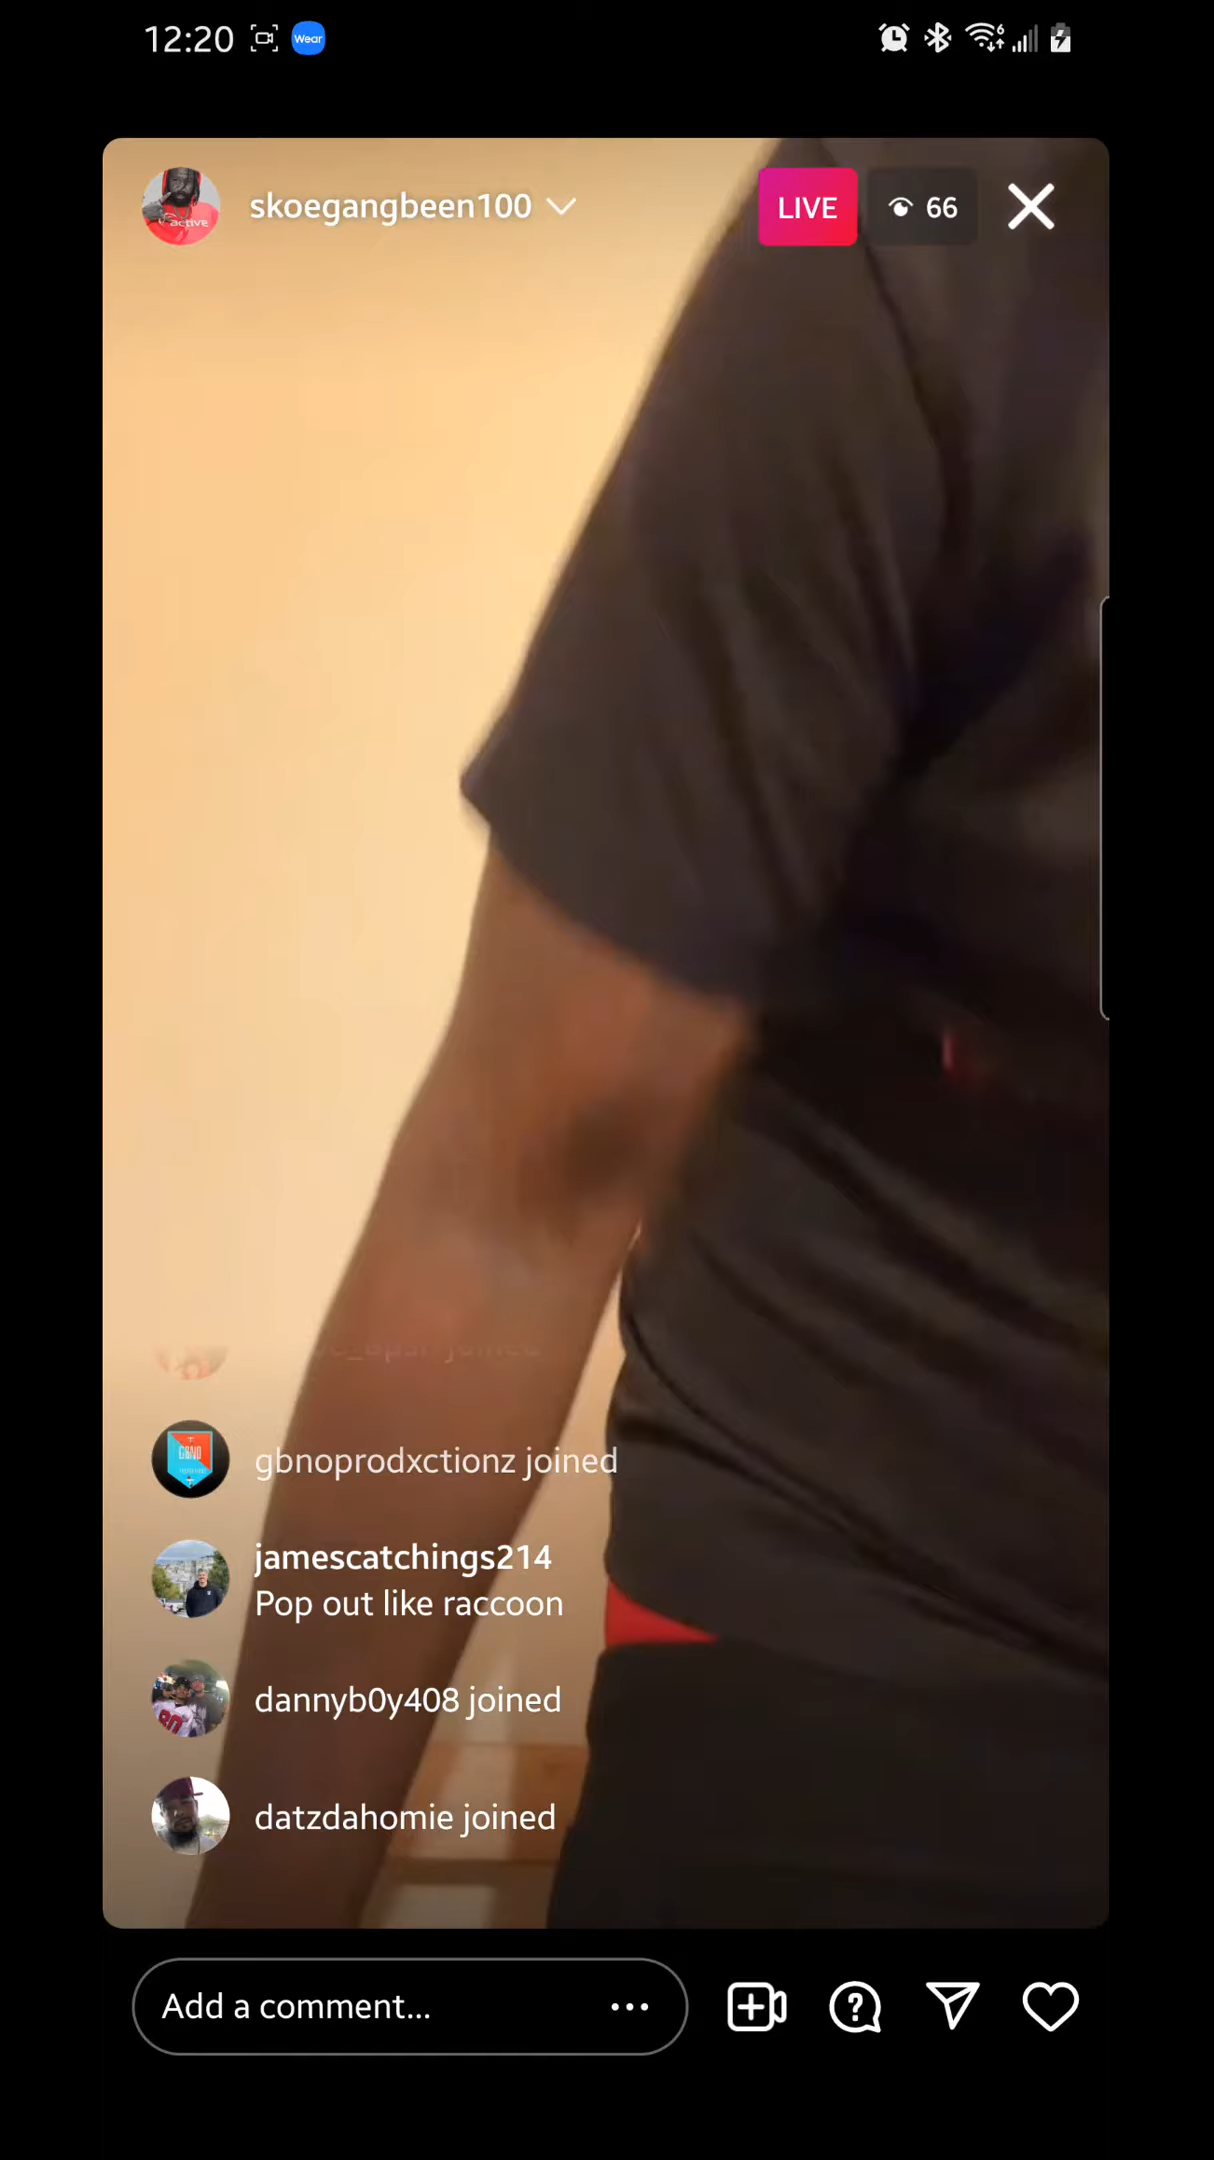 12:20
Wear
active
skoegangbeen100
LIVE
66
gbnoprodxctionz joined
jamescatchings214
Pop out like raccoon
dannyb0y408 joined
datzdahomie joined
Add a comment...